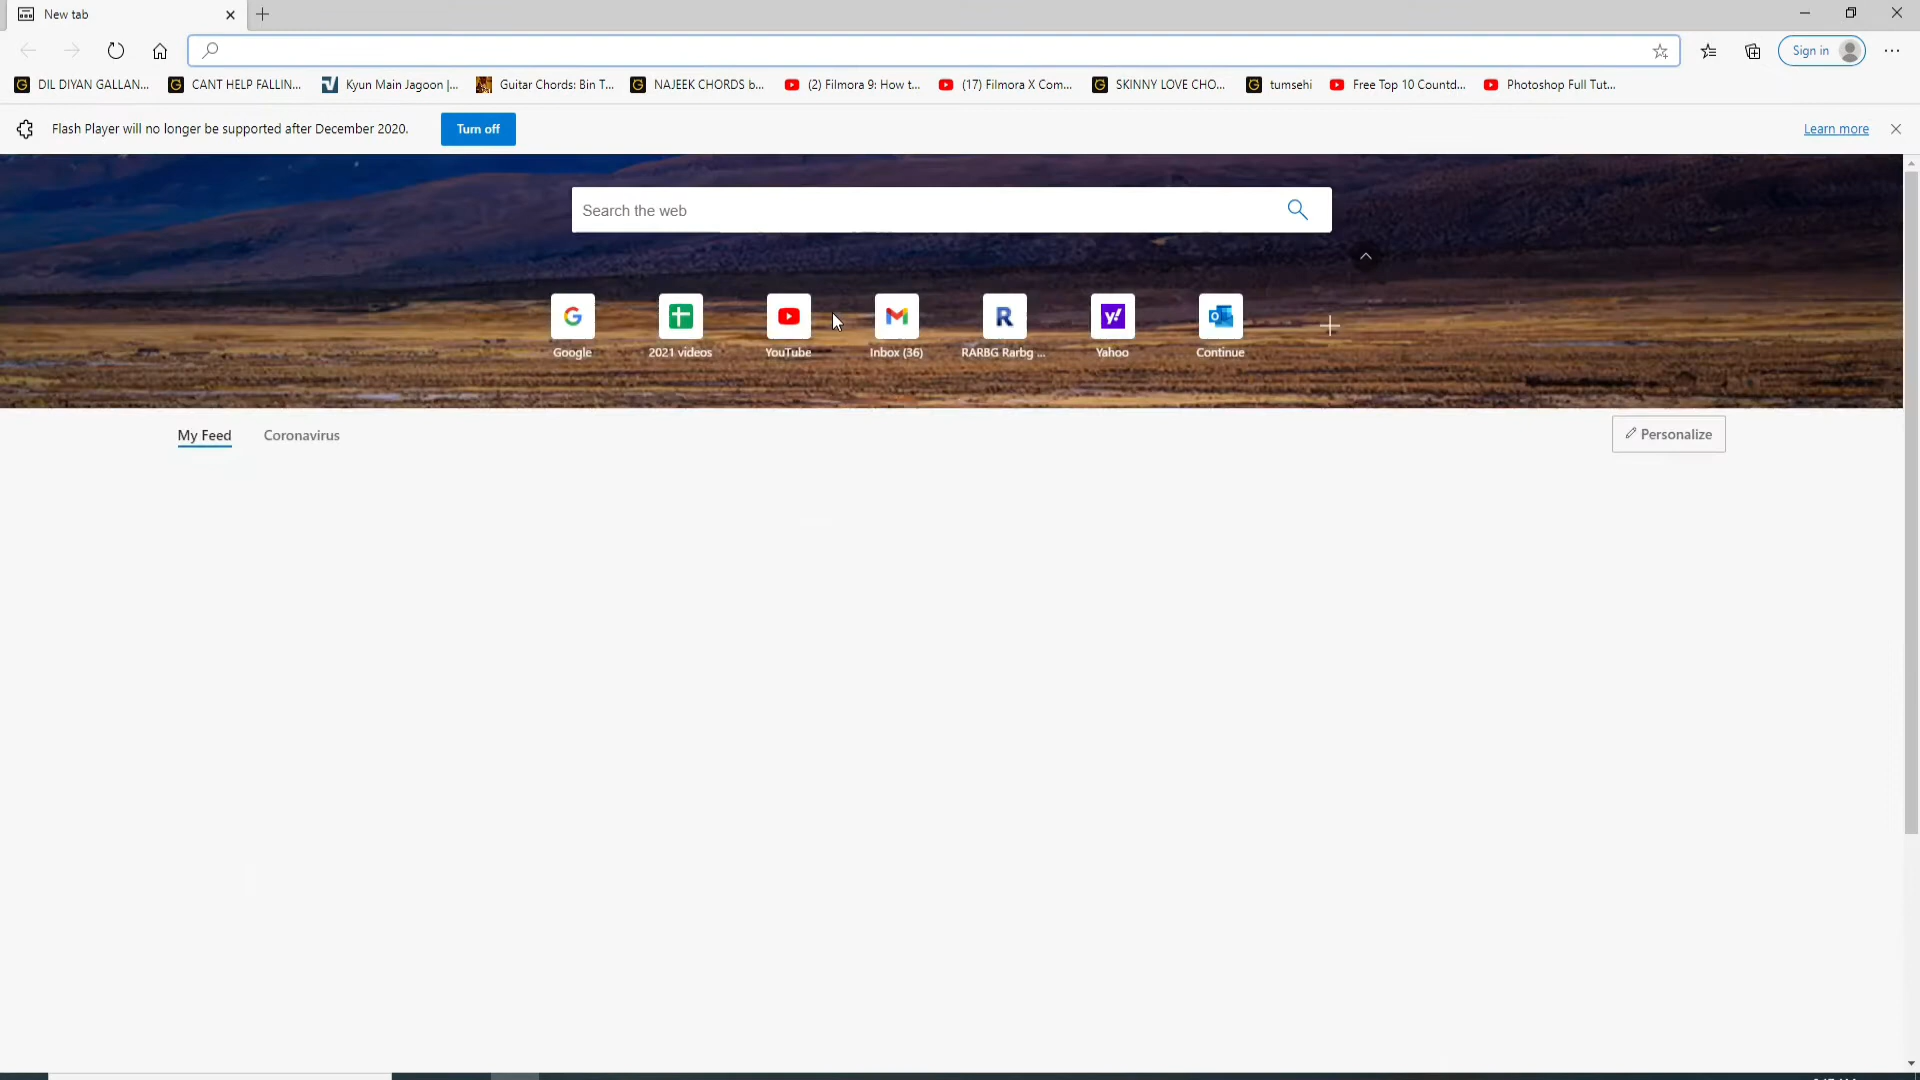 New tab
Sign in
DIL DIYAN GALLAN...
CANT HELP FALLIN...
Kyun Main Jagoon |...
Guitar Chords: Bin T...
NAJEEK CHORDS b...
(2) Filmora 9: How t...
(17) Filmora X Com...
SKINNY LOVE CHO...
tumsehi
Free Top 10 Countd...
Photoshop Full Tut...
Flash Player will no longer be supported after December 2020.
Turn off
Learn more
Search the web
Google
2021 videos
YouTube
Inbox (36)
RARBG Rarbg ...
Yahoo
Continue
My Feed
Coronavirus
Personalize